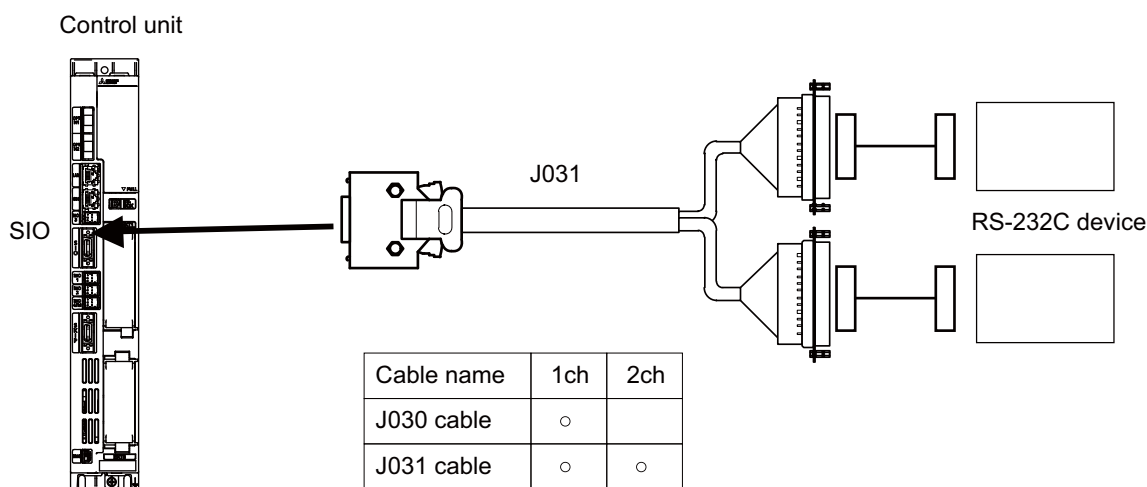 Control unit
J031
SIO
RS-232C device
Cable name 1ch 2ch
J030 cable ○
J031 cable ○ ○